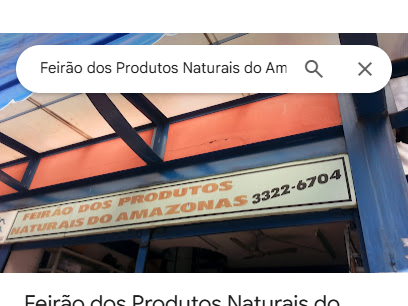 Feirão dos Produtos Naturais do Am
FEIRÃO DOS PRODUTOS
NATURAIS DO AMAZONAS 3322-6704
Feirão dos Produtos Naturais do